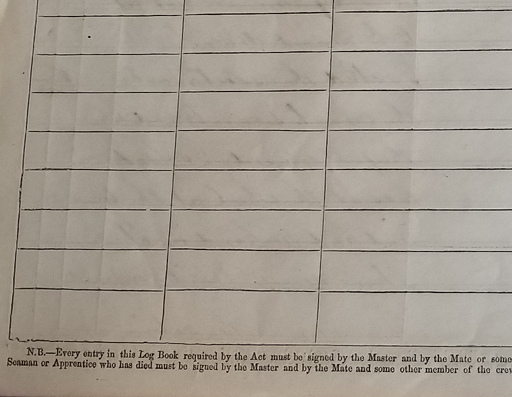 N.B.—Every entry in this Log Book required by the Act must be signed by the Master and by the Mate or some
Seaman or Apprentice who has died must be signed by the Master and by the Mate and some other member of the crew